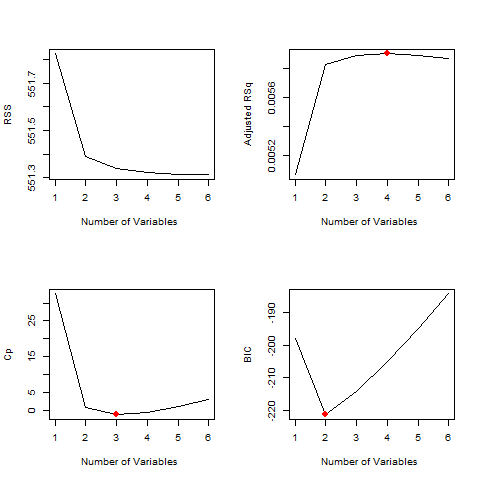 RSS
551.7
551.5
551.3
1 2 3 4 5 6
Number of Variables
Adjusted RSq
0.0056
0.0052
1 2 3 4 5 6
Number of Variables
Cp
25
15
5
0
1 2 3 4 5 6
Number of Variables
BIC
-190
-200
-210
-220
1 2 3 4 5 6
Number of Variables